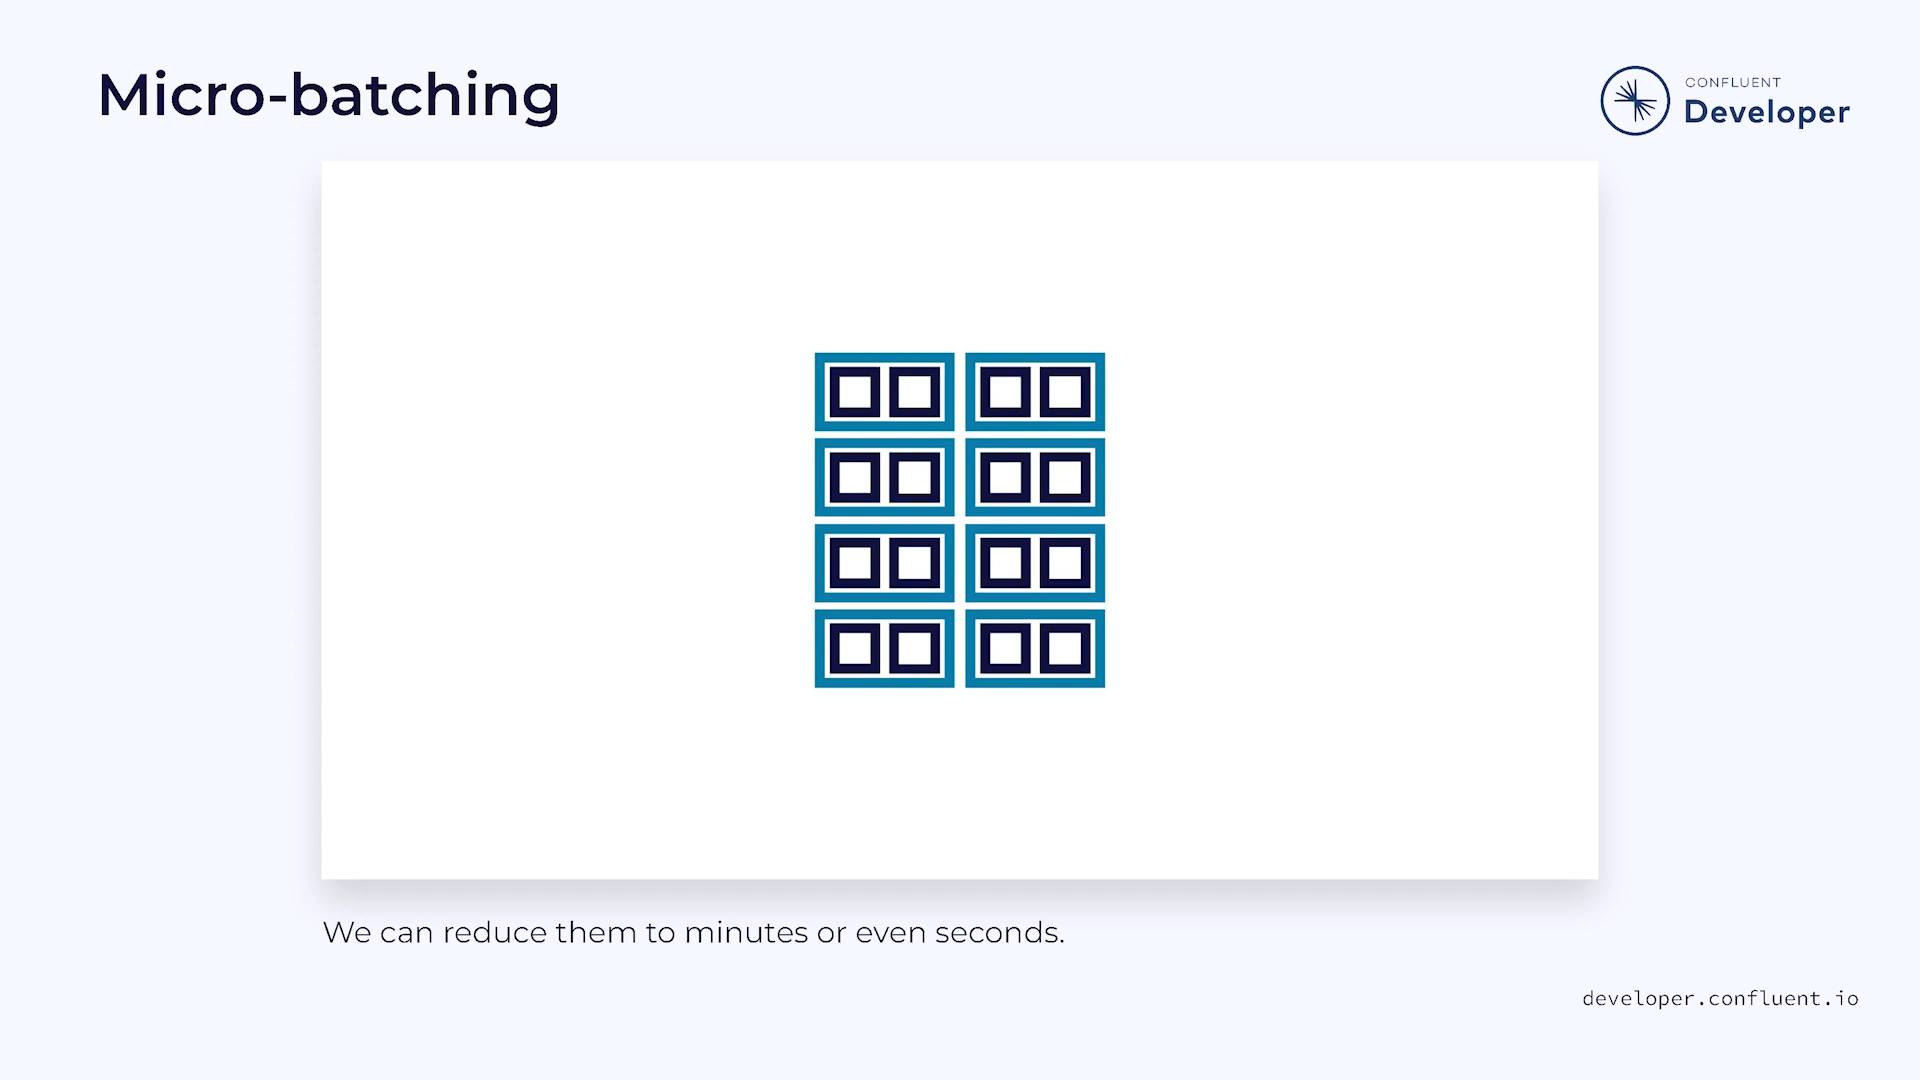 Micro-batching
CONFLUENT
Developer
We can reduce them to minutes or even seconds.
developer.confluent.io